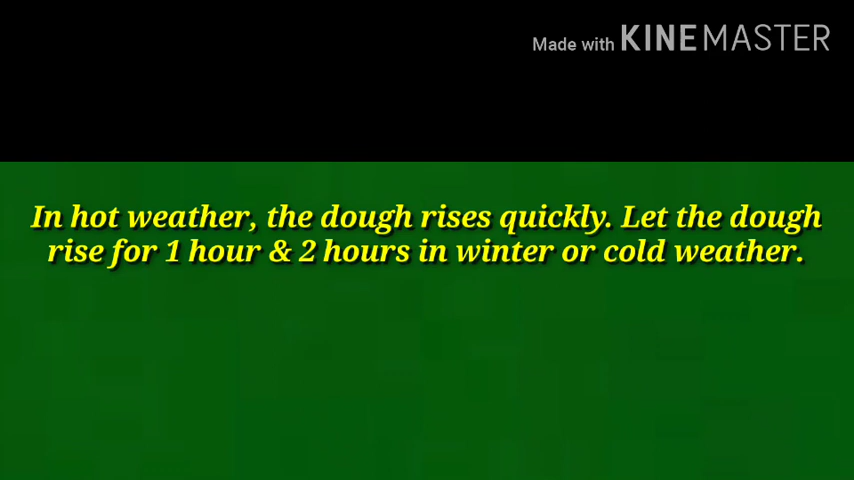 Made with KINEMASTER
In hot weather, the dough rises quickly. Let the dough
rise for 1 hour & 2 hours in winter or cold weather.